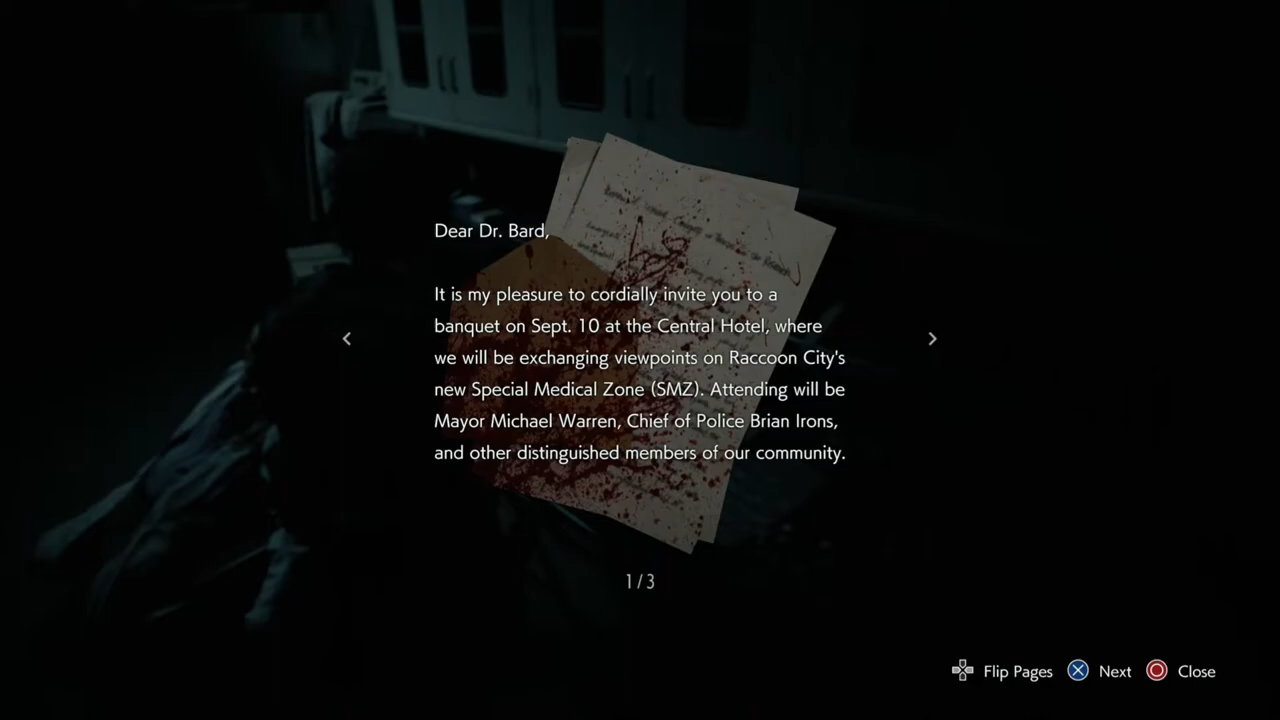 Dear Dr. Bard,
It is my pleasure to cordially invite you to a
banquet on Sept. 10 at the Central Hotel, where
we will be exchanging viewpoints on Raccoon City's
new Special Medical Zone (SMZ). Attending will be
Mayor Michael Warren, Chief of Police Brian Irons,
and other distinguished members of our community.
1/3
Flip Pages Next Close